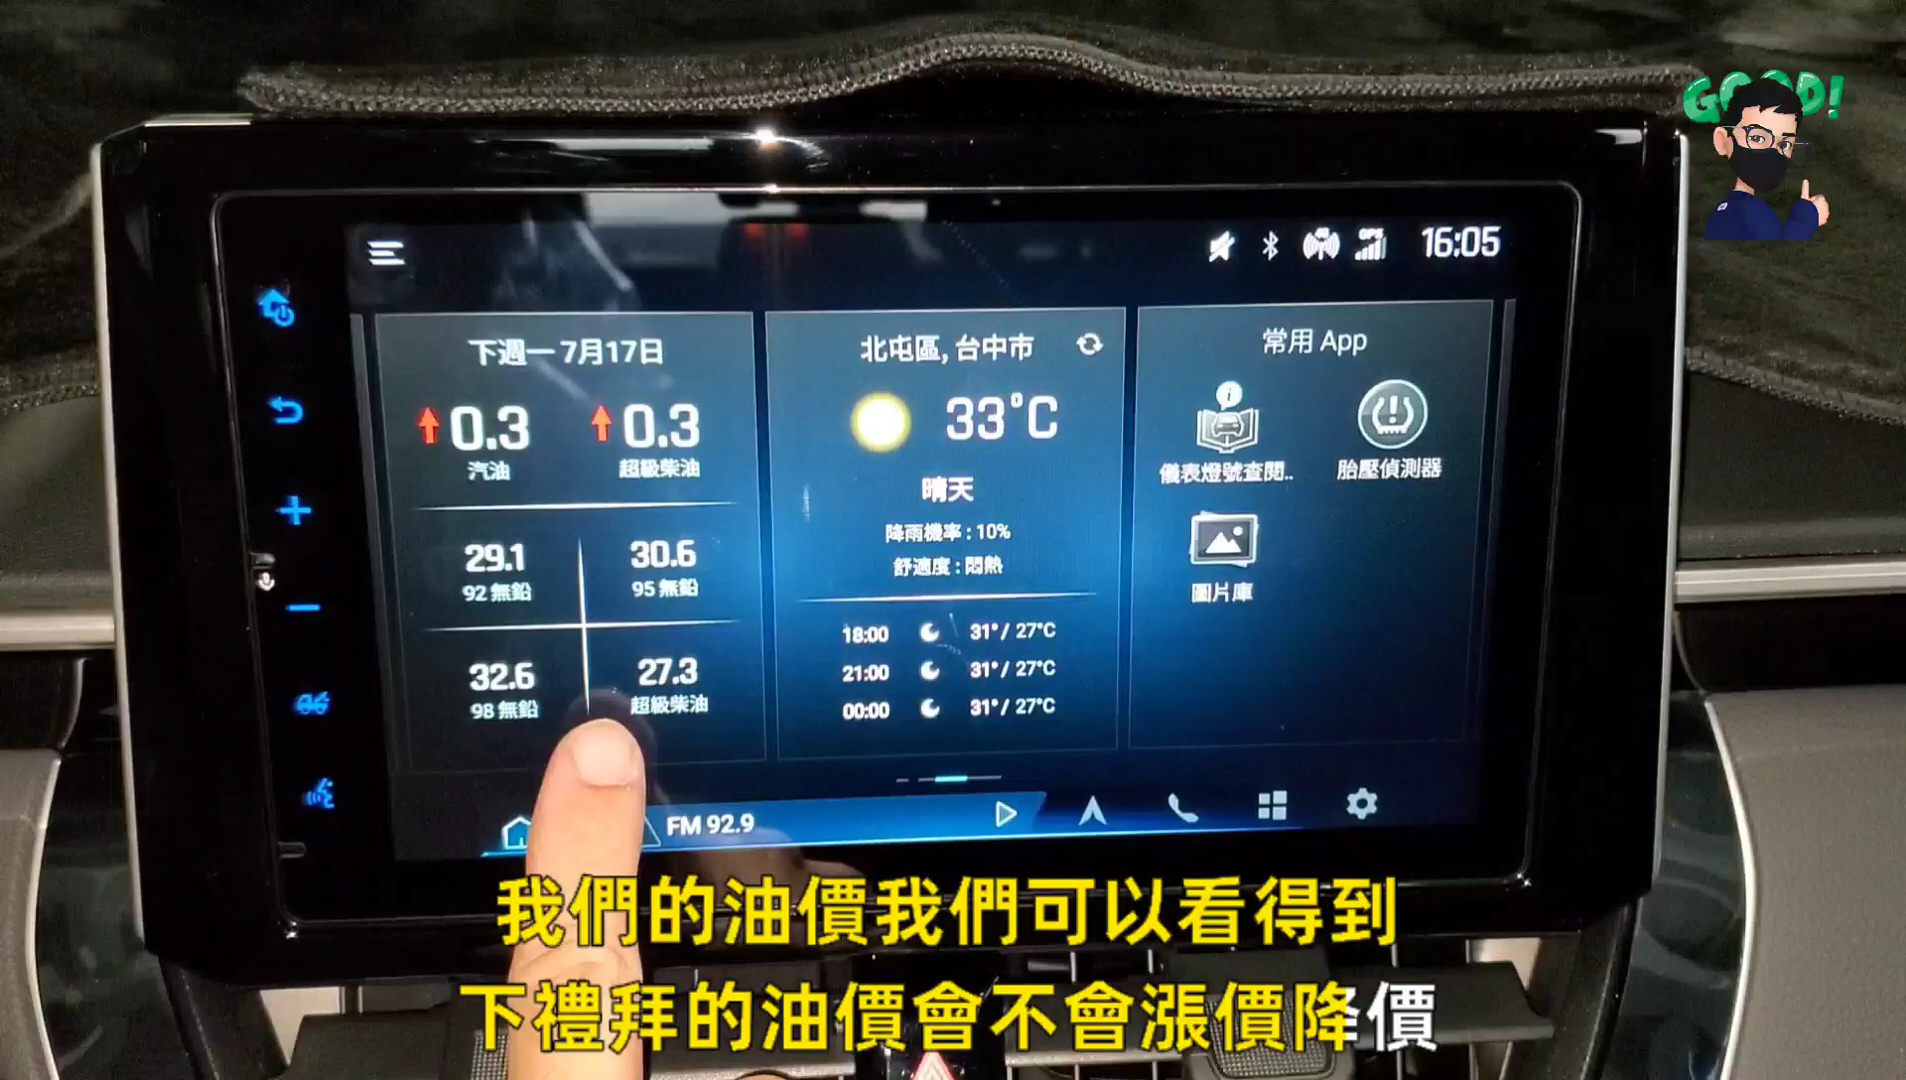 GOOD!
4G
GPS
16:05
下週一 7月17日
0.3
0.3
汽油
超級柴油
29.1
30.6
92 無鉛
95 無鉛
32.6
27.3
98 無鉛
超級柴油
北屯區, 台中市
33°C
晴天
降雨機率 : 10%
舒適度 : 悶熱
18:00 31° / 27°C
21:00 31° / 27°C
00:00 31° / 27°C
常用 App
儀表燈號查閱..
胎壓偵測器
圖片庫
FM 92.9
我們的油價我們可以看得到
下禮拜的油價會不會漲價降價